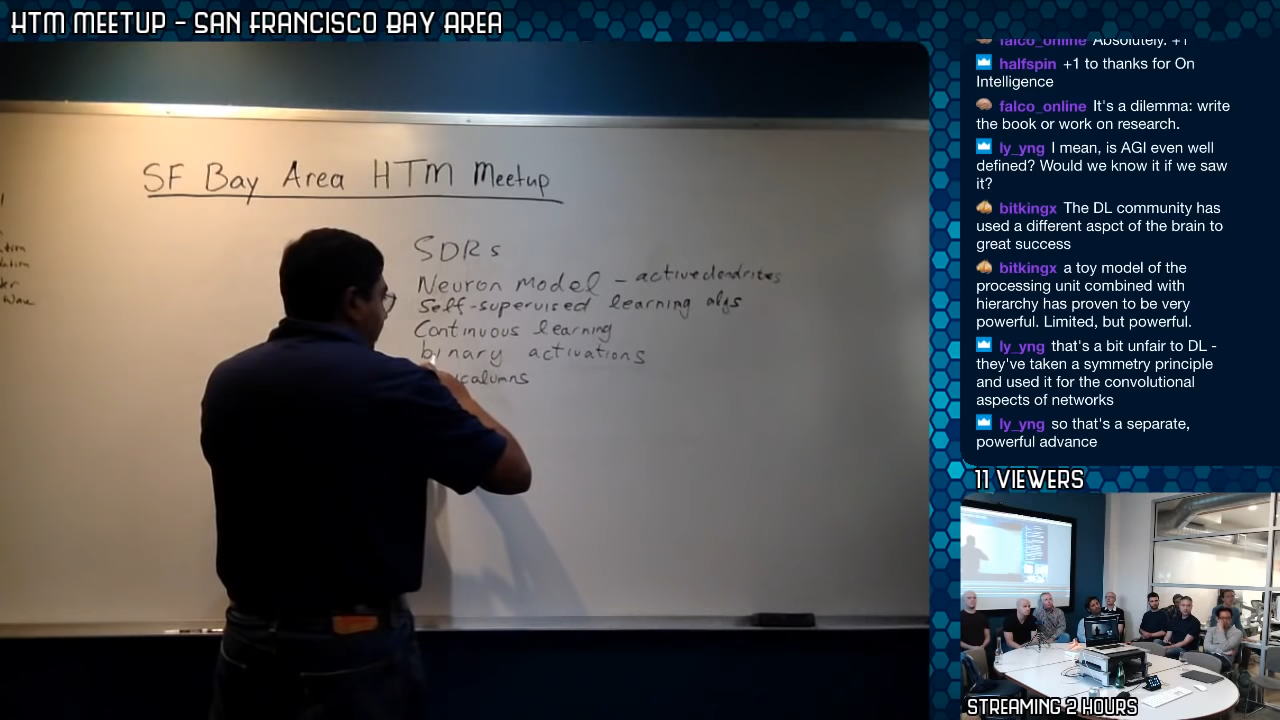 HTM MEETUP - SAN FRANCISCO BAY AREA
SF Bay Area HTM Meetup
SDRs
Neuron model - active dendrites
Self-supervised learning algs
Continuous learning
binary activations
columns
falco_online Absolutely. +1
halfspin +1 to thanks for On
Intelligence
falco_online It's a dilemma: write
the book or work on research.
ly_yng I mean, is AGI even well
defined? Would we know it if we saw
it?
bitkingx The DL community has
used a different aspct of the brain to
great success
bitkingx a toy model of the
processing unit combined with
hierarchy has proven to be very
powerful. Limited, but powerful.
ly_yng that's a bit unfair to DL -
they've taken a symmetry principle
and used it for the convolutional
aspects of networks
ly_yng so that's a separate,
powerful advance
11 VIEWERS
STREAMING 2 HOURS